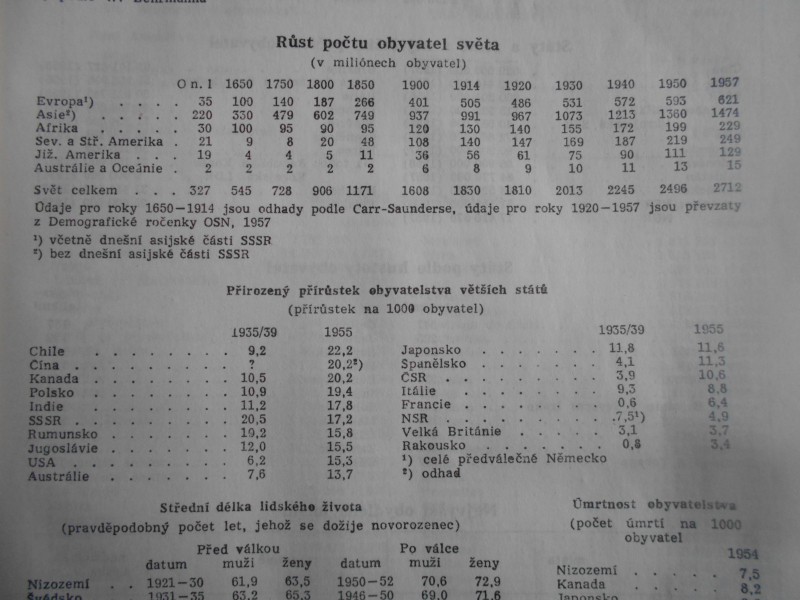 Růst počtu obyvatel světa
(v miliónech obyvatel)
O n. l 1650 1750 1800 1850 1900 1914 1920 1930 1940 1950 1957
Evropa¹) . . . . 35 100 140 187 266 401 505 486 531 572 593 621
Asie²) . . . . . 220 330 479 602 749 937 991 967 1073 1213 1360 1474
Afrika . . . . . 30 100 95 90 95 120 130 140 155 172 199 229
Sev. a Stř. Amerika . 21 9 8 20 48 108 140 147 169 187 219 249
Již. Amerika . . . 19 4 4 5 11 36 56 61 75 90 111 129
Austrálie a Oceánie . 2 2 2 2 2 6 8 9 10 11 13 15
Svět celkem . . . 327 545 728 906 1171 1608 1830 1810 2013 2245 2496 2712
Údaje pro roky 1650—1914 jsou odhady podle Carr-Saunderse, údaje pro roky 1920—1957 jsou převzaty
z Demografické ročenky OSN, 1957
¹) včetně dnešní asijské části SSSR
²) bez dnešní asijské části SSSR
Přirozený přírůstek obyvatelstva větších států
(přírůstek na 1000 obyvatel)
1935/39 1955 1935/39 1955
Chile . . . . . . . . 9,2 22,2 Japonsko . . . . . . . 11,8 11,6
Čína . . . . . . . . . ? 20,2²) Španělsko . . . . . . . 4,1 11,3
Kanada . . . . . . . 10,5 20,2 ČSR . . . . . . . . . 3,9 10,6
Polsko . . . . . . . 10,9 19,4 Itálie . . . . . . . . 9,3 8,8
Indie . . . . . . . . 11,2 17,8 Francie . . . . . . . . 0,6 6,4
SSSR . . . . . . . . 20,5 17,2 NSR . . . . . . . . . 7,5¹) 4,9
Rumunsko . . . . . . 19,2 15,8 Velká Británie . . . . . 3,1 3,7
Jugoslávie . . . . . . 12,0 15,5 Rakousko . . . . . . . 0,8 3,4
USA . . . . . . . . 6,2 15,3 ¹) celé předválečné Německo
Austrálie . . . . . . 7,6 13,7 ²) odhad
Střední délka lidského života
(pravděpodobný počet let, jehož se dožije novorozenec)
Před válkou Po válce
datum muži ženy datum muži ženy
Nizozemí . . 1921—30 61,9 63,5 1950—52 70,6 72,9
Švédsko . . 1931—35 63,2 65,3 1946—50 69,0 71,6
Úmrtnost obyvatelstva
(počet úmrtí na 1000
obyvatel)
1954
Nizozemí . . . . . 7,5
Kanada . . . . . 8,2
Japonsko